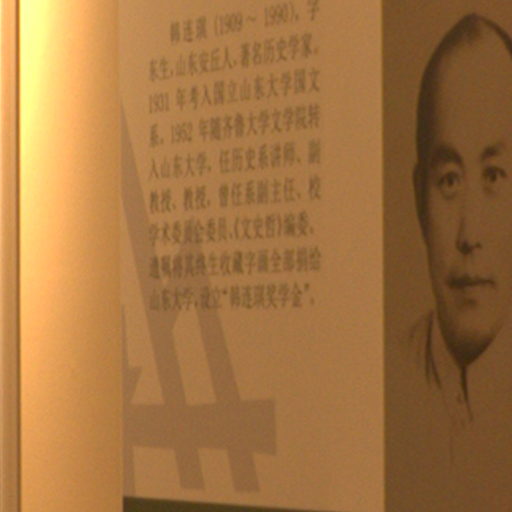 韩连琪（1909～1990），字
东生，山东安丘人，著名历史学家。
1931 年考入国立山东大学国文
系，1952 年随齐鲁大学文学院转
入山东大学，任历史系讲师、副
教授、教授，曾任系副主任、校
学术委员会委员、《文史哲》编委。
遗嘱将其终生收藏字画全部捐给
山东大学，设立“韩连琪奖学金”。